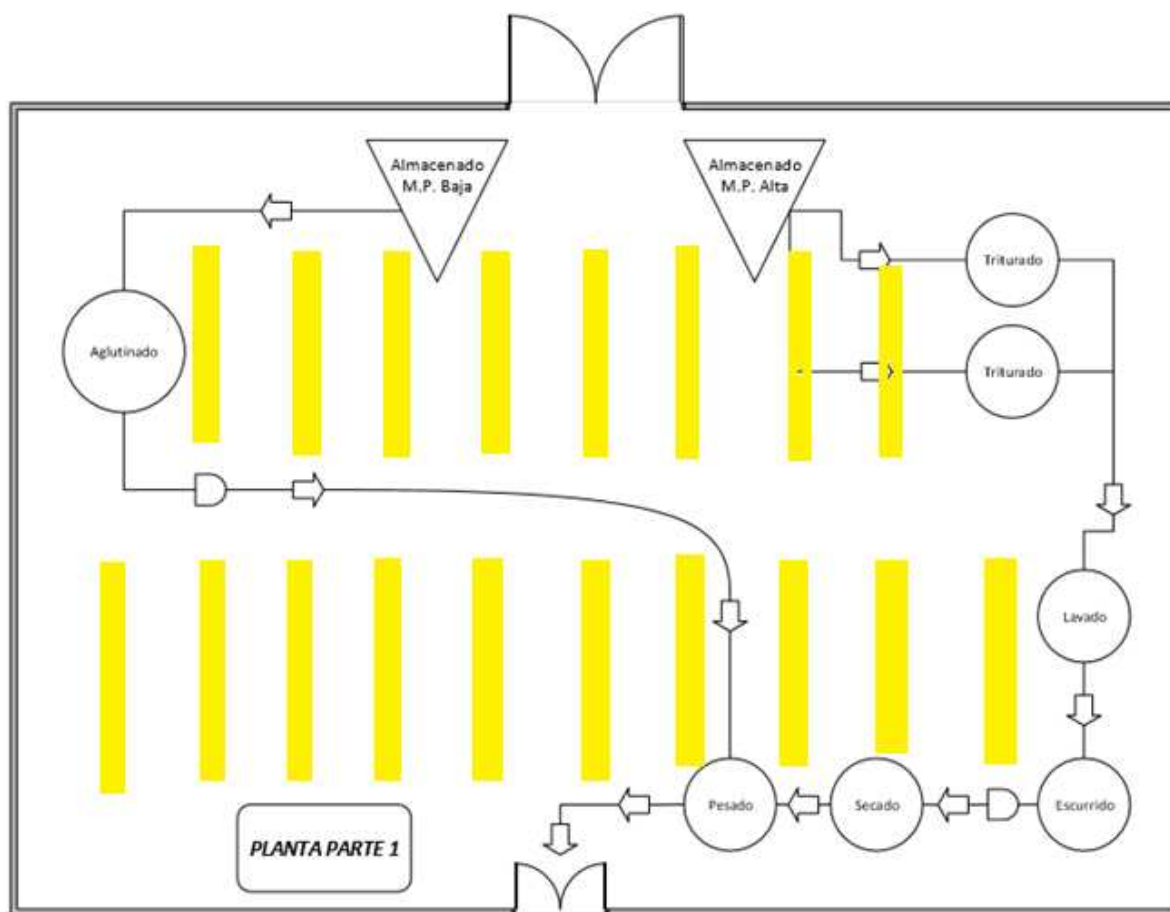 Almacenado
M.P. Baja
Almacenado
M.P. Alta
Triturado
Aglutinado
Triturado
Lavado
Pesado
Secado
Escurrido
PLANTA PARTE 1